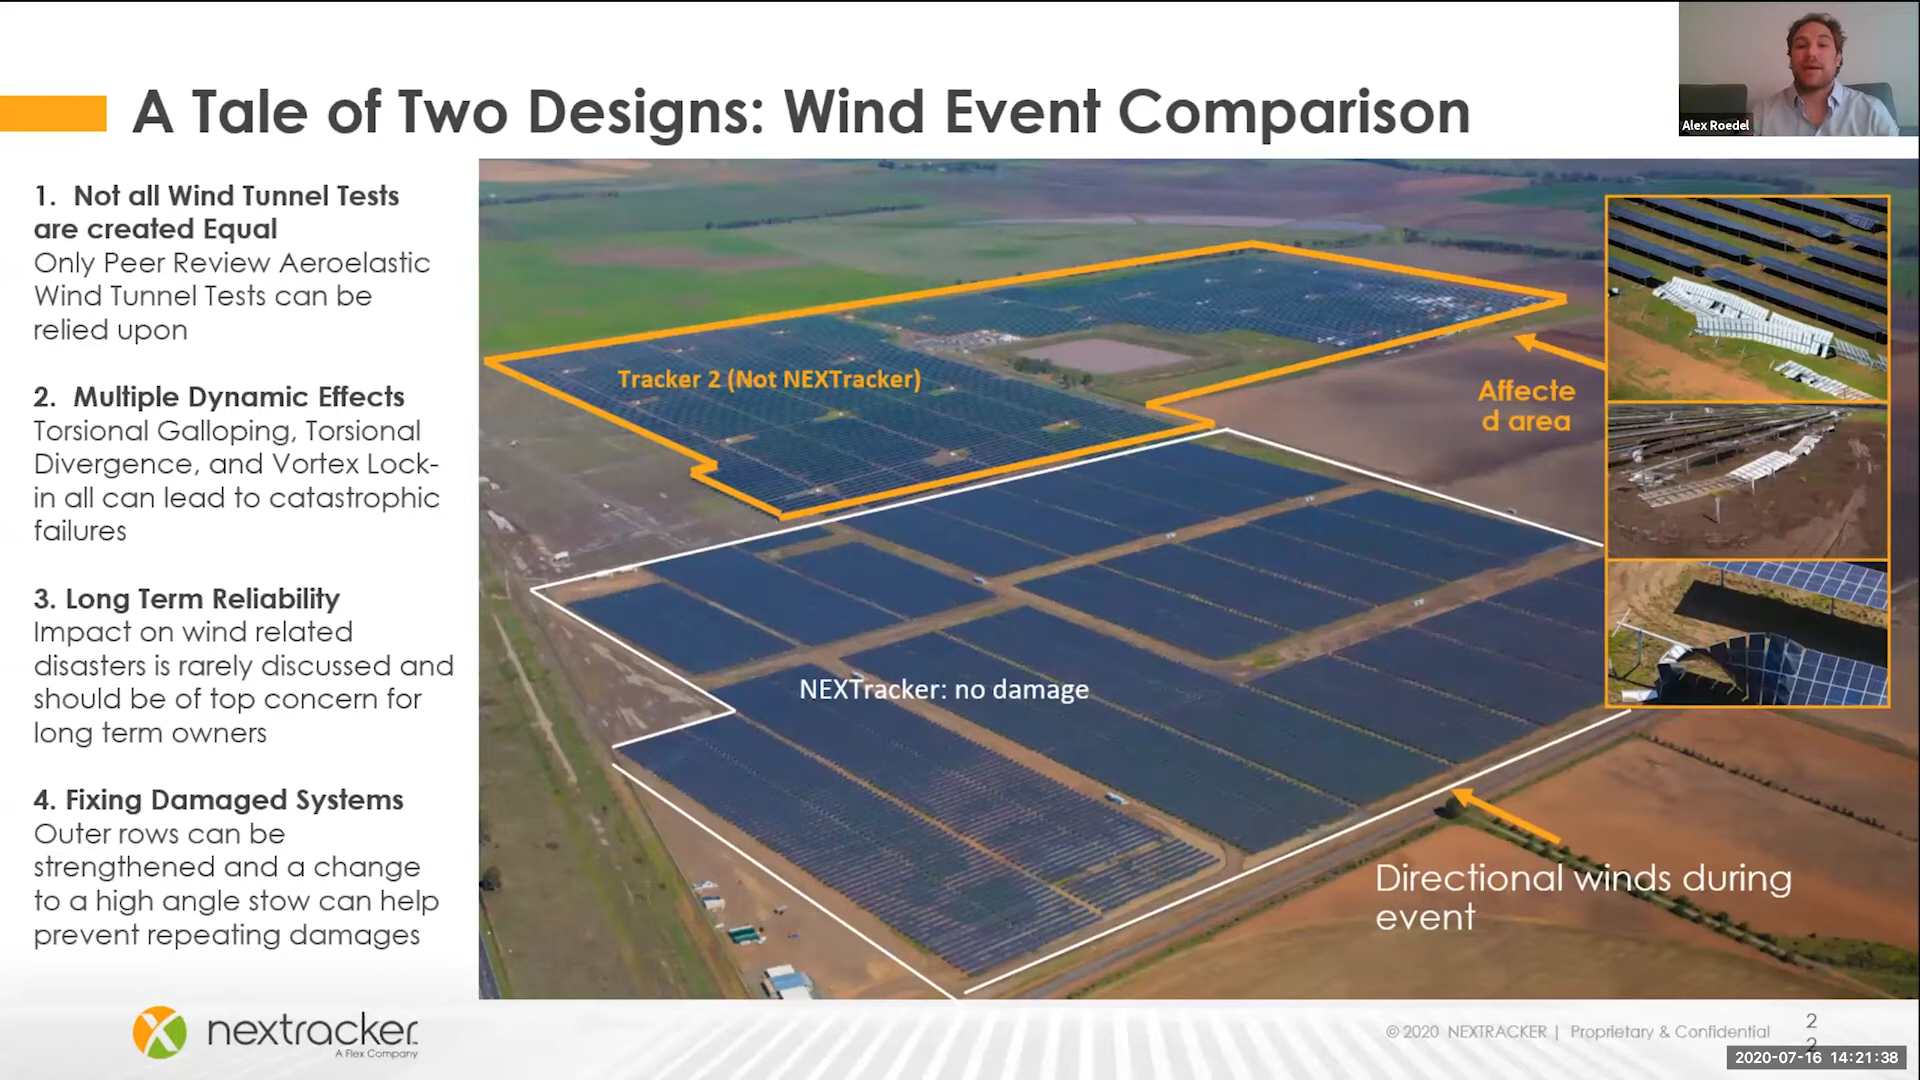 A Tale of Two Designs: Wind Event Comparison
Alex Roedel
1. Not all Wind Tunnel Tests
are created Equal
Only Peer Review Aeroelastic
Wind Tunnel Tests can be
relied upon
2. Multiple Dynamic Effects
Torsional Galloping, Torsional
Divergence, and Vortex Lock-
in all can lead to catastrophic
failures
3. Long Term Reliability
Impact on wind related
disasters is rarely discussed and
should be of top concern for
long term owners
4. Fixing Damaged Systems
Outer rows can be
strengthened and a change
to a high angle stow can help
prevent repeating damages
Tracker 2 (Not NEXTracker)
Affecte
d area
NEXTracker: no damage
Directional winds during
event
nextracker
A Flex Company
© 2020 NEXTRACKER | Proprietary & Confidential
2
2
2020-07-16 14:21:38